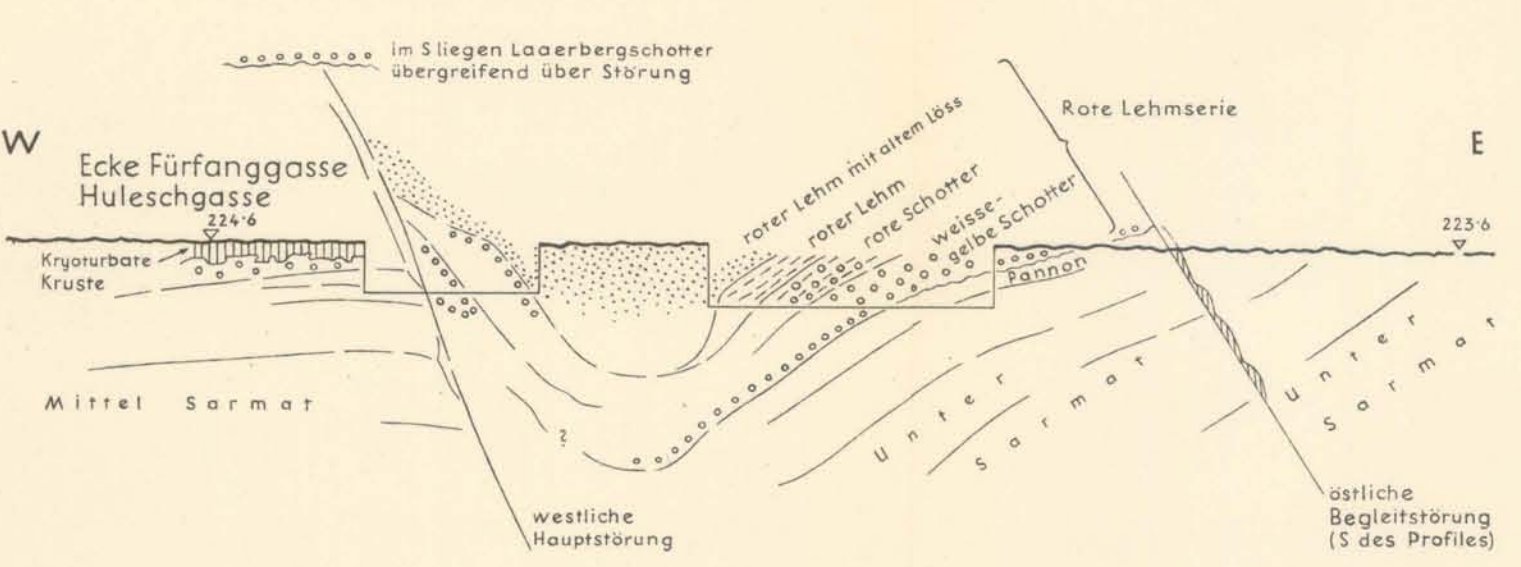 im S liegen Laaerbergschotter
übergreifend über Störung
W
Ecke Fürfanggasse
Huleschgasse
224·6
Kryoturbate
Kruste
roter Lehm mit altem Löss
roter Lehm
rote Schotter
weisse-
gelbe Schotter
Pannon
Rote Lehmserie
E
223·6
Mittel Sarmat
?
Unter
Sarmat
Unter
Sarmat
westliche
Hauptstörung
östliche
Begleitstörung
(S des Profiles)